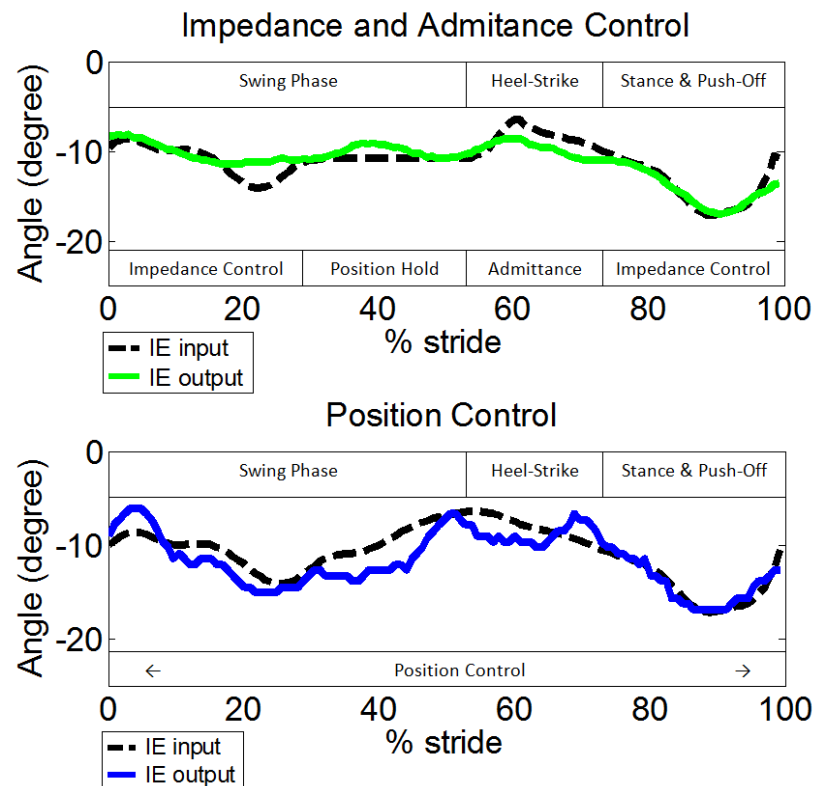 Impedance and Admitance Control
0
Swing Phase Heel-Strike Stance & Push-Off
-10
Angle (degree)
-20
Impedance Control Position Hold Admittance Impedance Control
0 20 40 60 80 100
% stride
IE input
IE output
Position Control
0
Swing Phase Heel-Strike Stance & Push-Off
-10
Angle (degree)
-20
← Position Control →
0 20 40 60 80 100
% stride
IE input
IE output